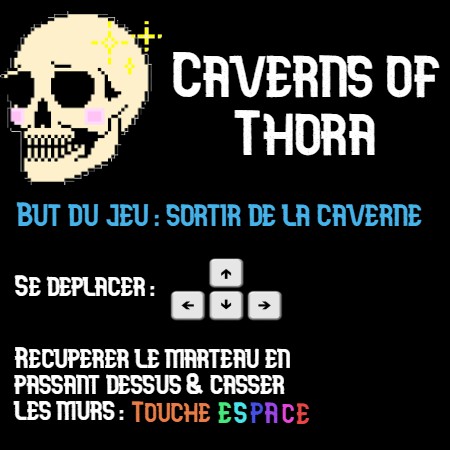 CAVERNS OF
THORA
BUT DU JEU : SORTIR DE LA CAVERNE
SE DEPLACER :
↑
← ↓ →
RECUPERER LE MARTEAU EN
PASSANT DESSUS & CASSER
LES MURS : TOUCHE ESPACE